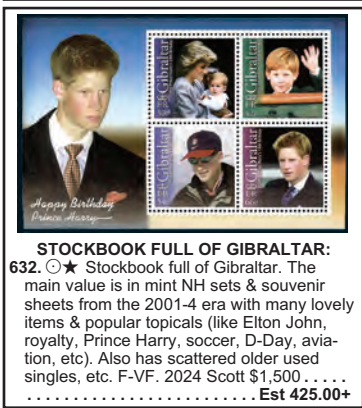 Gibraltar
Gibraltar
Gibraltar
Gibraltar
Happy Birthday
Prince Harry
STOCKBOOK FULL OF GIBRALTAR:
632. ⊙★ Stockbook full of Gibraltar. The
main value is in mint NH sets & souvenir
sheets from the 2001-4 era with many lovely
items & popular topicals (like Elton John,
royalty, Prince Harry, soccer, D-Day, avia-
tion, etc). Also has scattered older used
singles, etc. F-VF. 2024 Scott $1,500 . . . . .
. . . . . . . . . . . . . . . . . . . . . . . . Est 425.00+